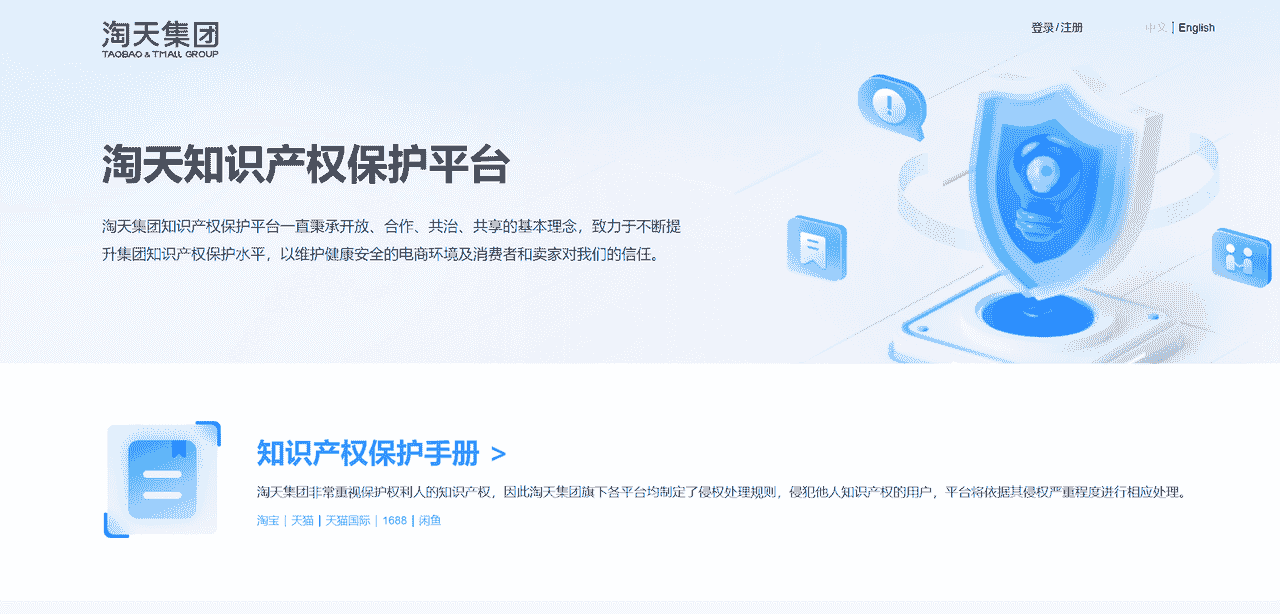 淘天集团
TAOBAO & TMALL GROUP
登录/注册
中文 | English
淘天知识产权保护平台
淘天集团知识产权保护平台一直秉承开放、合作、共治、共享的基本理念，致力于不断提
升集团知识产权保护水平，以维护健康安全的电商环境及消费者和卖家对我们的信任。
知识产权保护手册 >
淘天集团非常重视保护权利人的知识产权，因此淘天集团旗下各平台均制定了侵权处理规则，侵犯他人知识产权的用户，平台将依据其侵权严重程度进行相应处理。
淘宝 | 天猫 | 天猫国际 | 1688 | 闲鱼